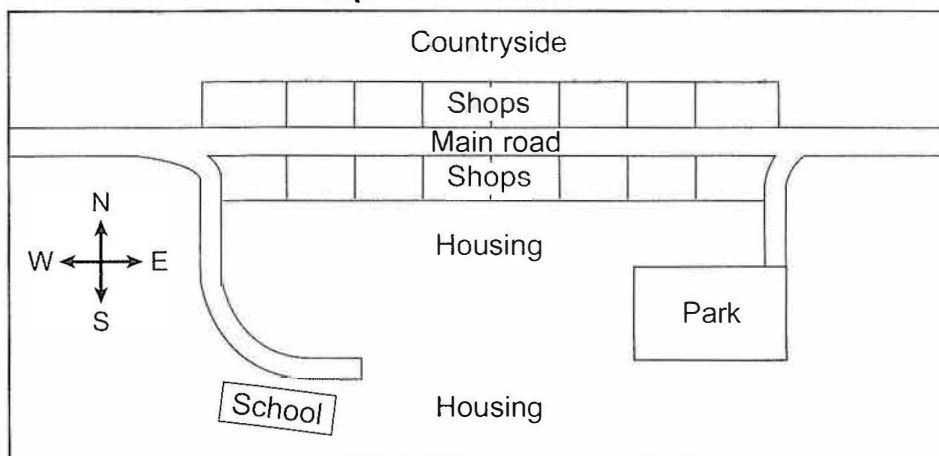 Countryside
Shops
Main road
Shops
Housing
N
W E
S
Park
School
Housing